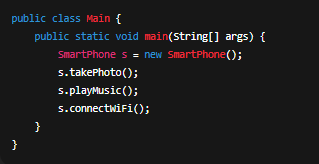 public class Main {
    public static void main(String[] args) {
        SmartPhone s = new SmartPhone();
        s.takePhoto();
        s.playMusic();
        s.connectWiFi();
    }
}